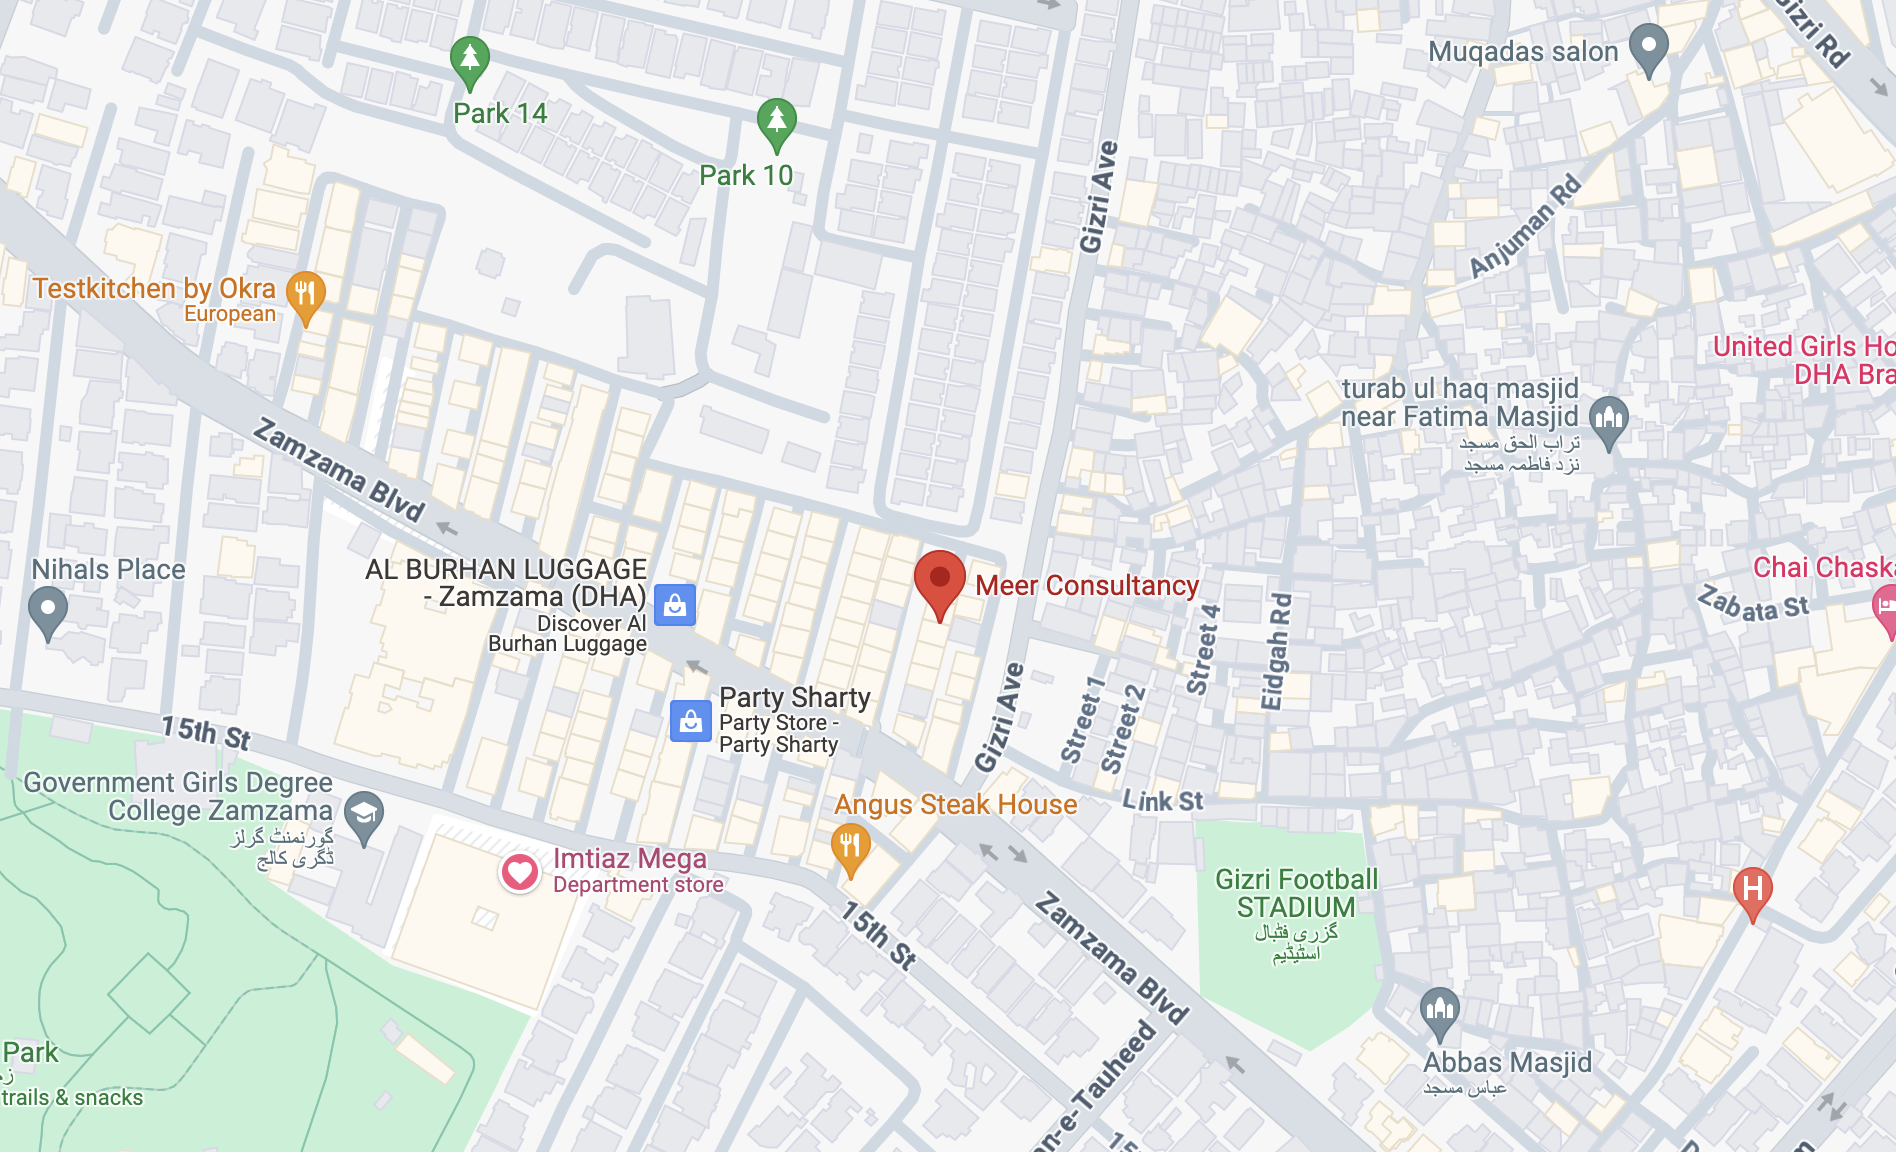 Gizri Rd
Muqadas salon
Park 14
Park 10
Gizri Ave
Anjuman Rd
Testkitchen by Okra
European
United Girls Ho
DHA Bra
turab ul haq masjid
near Fatima Masjid
تراب الحق مسجد
نزد فاطمہ مسجد
Zamzama Blvd
Nihals Place
AL BURHAN LUGGAGE
- Zamzama (DHA)
Discover Al
Burhan Luggage
Meer Consultancy
Chai Chaska
Zabata St
Street 4
Eidgah Rd
Street 1
Street 2
Gizri Ave
Party Sharty
Party Store -
Party Sharty
15th St
Government Girls Degree
College Zamzama
گورنمنٹ گرلز
ڈگری کالج
Link St
Angus Steak House
Imtiaz Mega
Department store
Gizri Football
STADIUM
گزری فٹبال
اسٹیڈیم
H
15th St
Zamzama Blvd
Abbas Masjid
عباس مسجد
Park
trails & snacks
an-e-Tauheed
15